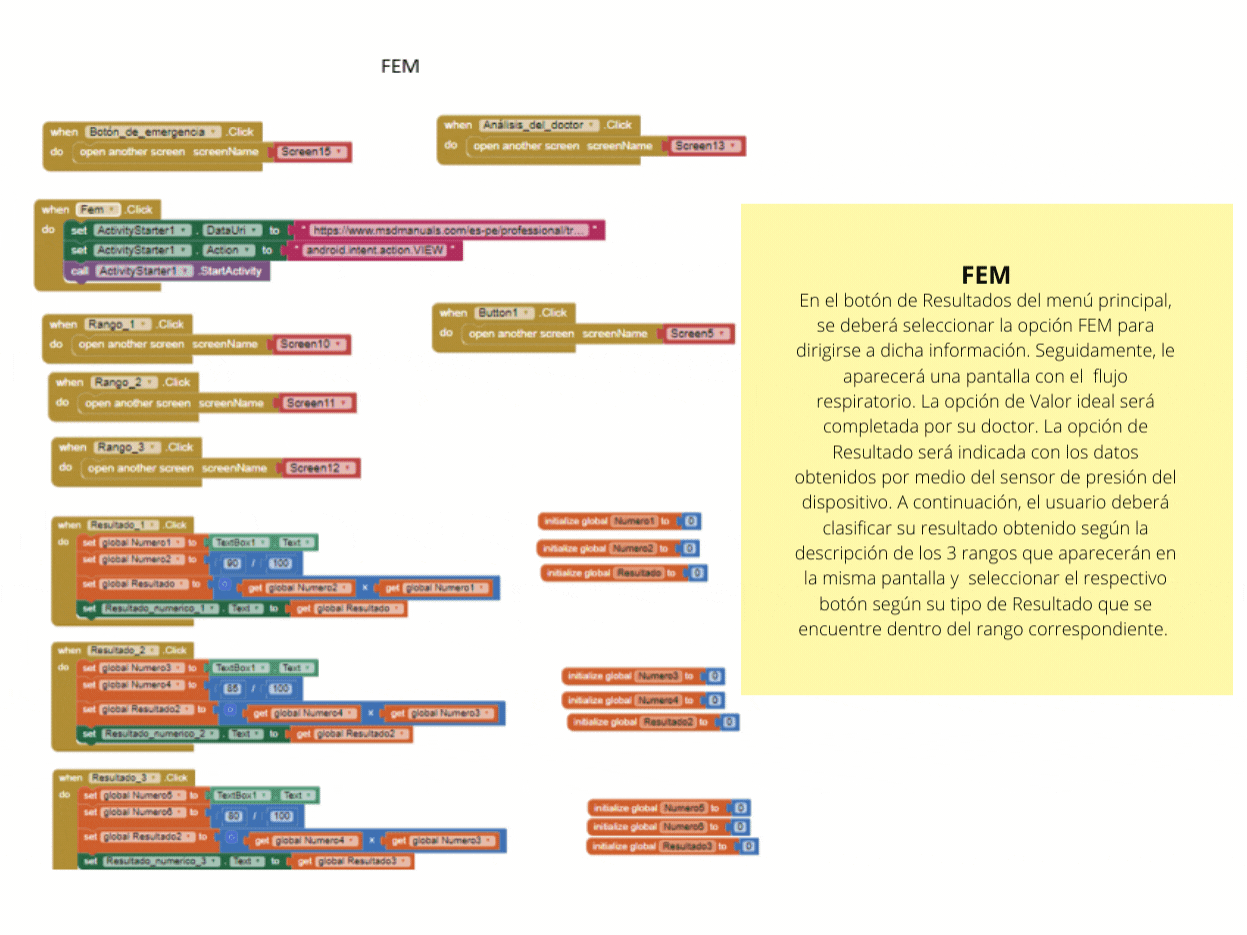 FEM
when Botón_de_emergencia .Click
do open another screen screenName Screen15
when Análisis_del_doctor .Click
do open another screen screenName Screen13
when Fem .Click
do set ActivityStarter1 . DataUri to " https://www.msdmanuals.com/es-pe/professional/tr... "
set ActivityStarter1 . Action to " android.intent.action.VIEW "
call ActivityStarter1 .StartActivity
when Rango_1 .Click
do open another screen screenName Screen10
when Button1 .Click
do open another screen screenName Screen5
when Rango_2 .Click
do open another screen screenName Screen11
when Rango_3 .Click
do open another screen screenName Screen12
when Resultado_1 .Click
do set global Numero1 to TextBox1 . Text
set global Numero2 to 90 / 100
set global Resultado to get global Numero2 × get global Numero1
set Resultado_numerico_1 . Text to get global Resultado
initialize global Numero1 to 0
initialize global Numero2 to 0
initialize global Resultado to 0
when Resultado_2 .Click
do set global Numero3 to TextBox1 . Text
set global Numero4 to 85 / 100
set global Resultado2 to get global Numero4 × get global Numero3
set Resultado_numerico_2 . Text to get global Resultado2
initialize global Numero3 to 0
initialize global Numero4 to 0
initialize global Resultado2 to 0
when Resultado_3 .Click
do set global Numero5 to TextBox1 . Text
set global Numero6 to 80 / 100
set global Resultado2 to get global Numero4 × get global Numero3
set Resultado_numerico_3 . Text to get global Resultado3
initialize global Numero5 to 0
initialize global Numero6 to 0
initialize global Resultado3 to 0
FEM
En el botón de Resultados del menú principal,
se deberá seleccionar la opción FEM para
dirigirse a dicha información. Seguidamente, le
aparecerá una pantalla con el flujo
respiratorio. La opción de Valor ideal será
completada por su doctor. La opción de
Resultado será indicada con los datos
obtenidos por medio del sensor de presión del
dispositivo. A continuación, el usuario deberá
clasificar su resultado obtenido según la
descripción de los 3 rangos que aparecerán en
la misma pantalla y seleccionar el respectivo
botón según su tipo de Resultado que se
encuentre dentro del rango correspondiente.